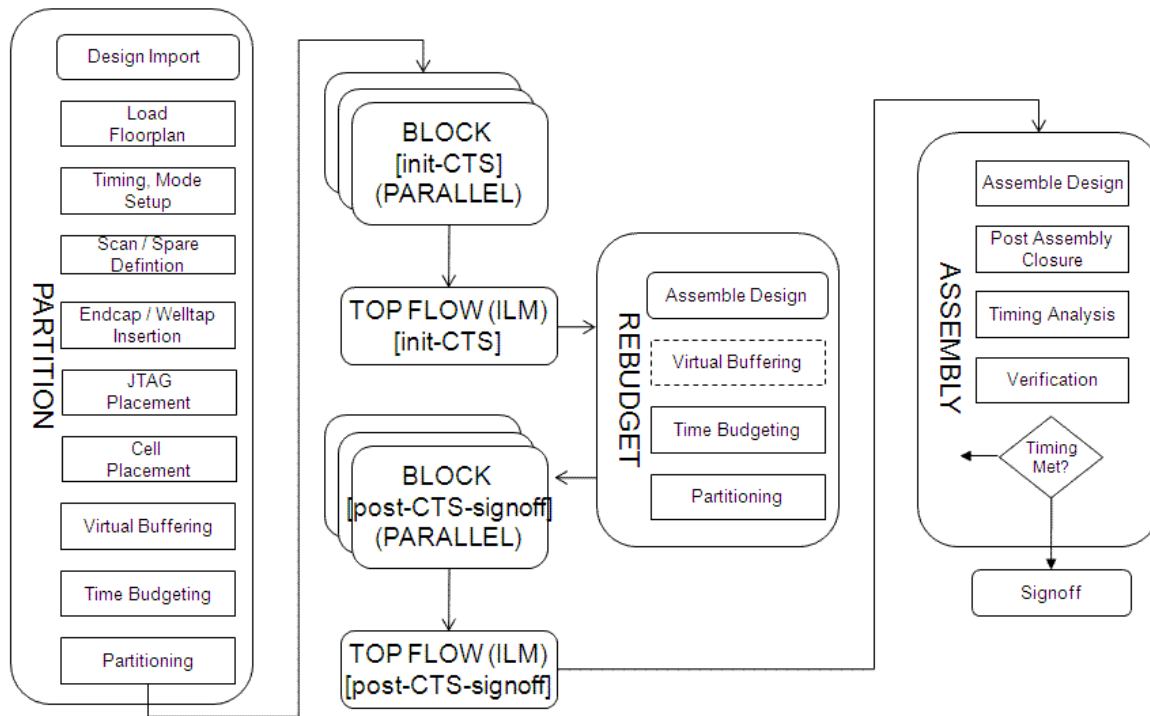 PARTITION
Design Import
Load
Floorplan
Timing, Mode
Setup
Scan / Spare
Defintion
Endcap / Welltap
Insertion
JTAG
Placement
Cell
Placement
Virtual Buffering
Time Budgeting
Partitioning
BLOCK
[init-CTS]
(PARALLEL)
TOP FLOW (ILM)
[init-CTS]
REBUDGET
Assemble Design
Virtual Buffering
Time Budgeting
Partitioning
BLOCK
[post-CTS-signoff]
(PARALLEL)
TOP FLOW (ILM)
[post-CTS-signoff]
ASSEMBLY
Assemble Design
Post Assembly
Closure
Timing Analysis
Verification
Timing
Met?
Signoff